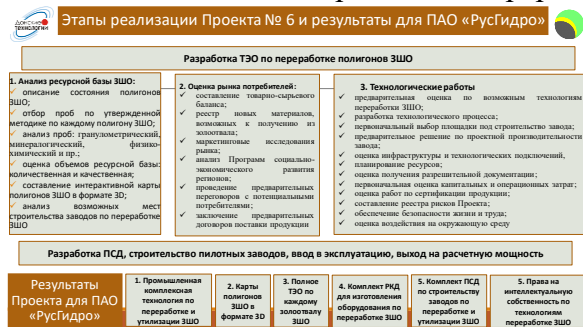 Донские
технологии
Этапы реализации Проекта № 6 и результаты для ПАО «РусГидро»
Разработка ТЭО по переработке полигонов ЗШО
1. Анализ ресурсной базы ЗШО:
✓ описание состояния полигонов
ЗШО;
✓ отбор проб по утвержденной
методике по каждому полигону ЗШО;
✓ анализ проб: гранулометрический,
минералогический, физико-
химический и пр.;
✓ оценка объемов ресурсной базы:
количественная и качественная;
✓ составление интерактивной карты
полигонов ЗШО в формате 3D;
✓ анализ возможных мест
строительства заводов по переработке
ЗШО
2. Оценка рынка потребителей:
✓ составление товарно-сырьевого
баланса;
✓ реестр новых материалов,
возможных к получению из
золоотвала;
✓ маркетинговые исследования
рынка;
✓ анализ Программ социально-
экономического развития
регионов;
✓ проведение предварительных
переговоров с потенциальными
потребителями;
✓ заключение предварительных
договоров поставки продукции
3. Технологические работы
✓ предварительная оценка по возможным технологиям
переработки ЗШО;
✓ разработка технологического процесса;
✓ первоначальный выбор площадки под строительство завода;
✓ предварительное решение по проектной производительности
завода;
✓ оценка инфраструктуры и технологических подключений,
планирование ресурсов;
✓ оценка получения разрешительной документации;
✓ первоначальная оценка капитальных и операционных затрат;
✓ оценка работ по сертификации продукции;
✓ составление реестра рисков Проекта;
✓ обеспечение безопасности жизни и труда;
✓ оценка воздействия на окружающую среду
Разработка ПСД, строительство пилотных заводов, ввод в эксплуатацию, выход на расчетную мощность
Результаты
Проекта для ПАО
«РусГидро»
1. Промышленная
комплексная
технология по
переработке и
утилизации ЗШО
2. Карты
полигонов
ЗШО в
формате 3D
3. Полное
ТЭО по
каждому
золоотвалу
ЗШО
4. Комплект РКД
для изготовления
оборудования по
переработке ЗШО
5. Комплект ПСД
по строительству
заводов по
переработке и
утилизации ЗШО
5. Права на
интеллектуальную
собственность по
технологиям
переработки ЗШО